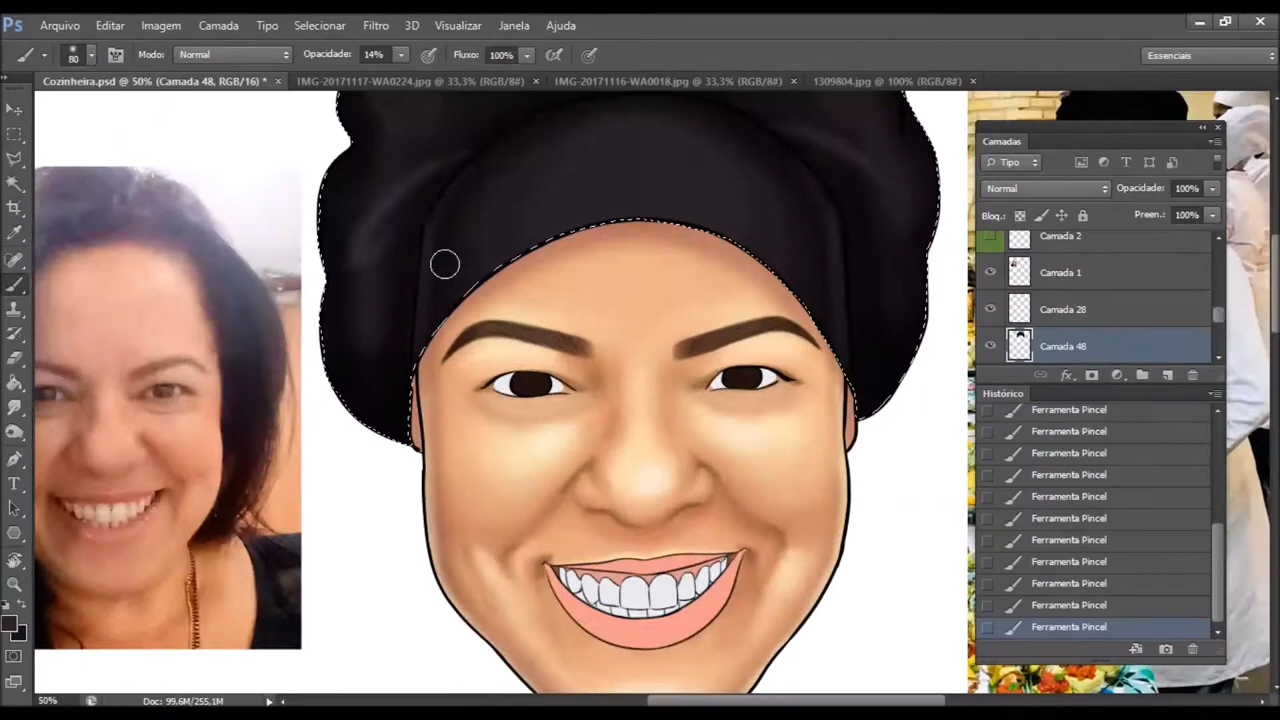 Ps Arquivo Editar Imagem Camada Tipo Selecionar Filtro 3D Visualizar Janela Ajuda
80 Modo: Normal Opacidade: 14% Fluxo: 100% Essenciais
Cozinheira.psd @ 50% (Camada 48, RGB/16) * × IMG-20171117-WA0224.jpg @ 33,3% (RGB/8#) × IMG-20171116-WA0018.jpg @ 33,3% (RGB/8#) × 1309804.jpg @ 100% (RGB/8#) ×
Camadas
Tipo
Normal Opacidade: 100%
Bloq.: Preen.: 100%
Camada 2
Camada 1
Camada 28
Camada 48
fx
Histórico
Ferramenta Pincel
Ferramenta Pincel
Ferramenta Pincel
Ferramenta Pincel
Ferramenta Pincel
Ferramenta Pincel
Ferramenta Pincel
Ferramenta Pincel
Ferramenta Pincel
Ferramenta Pincel
Ferramenta Pincel
50% Doc: 99,6M/255,1M